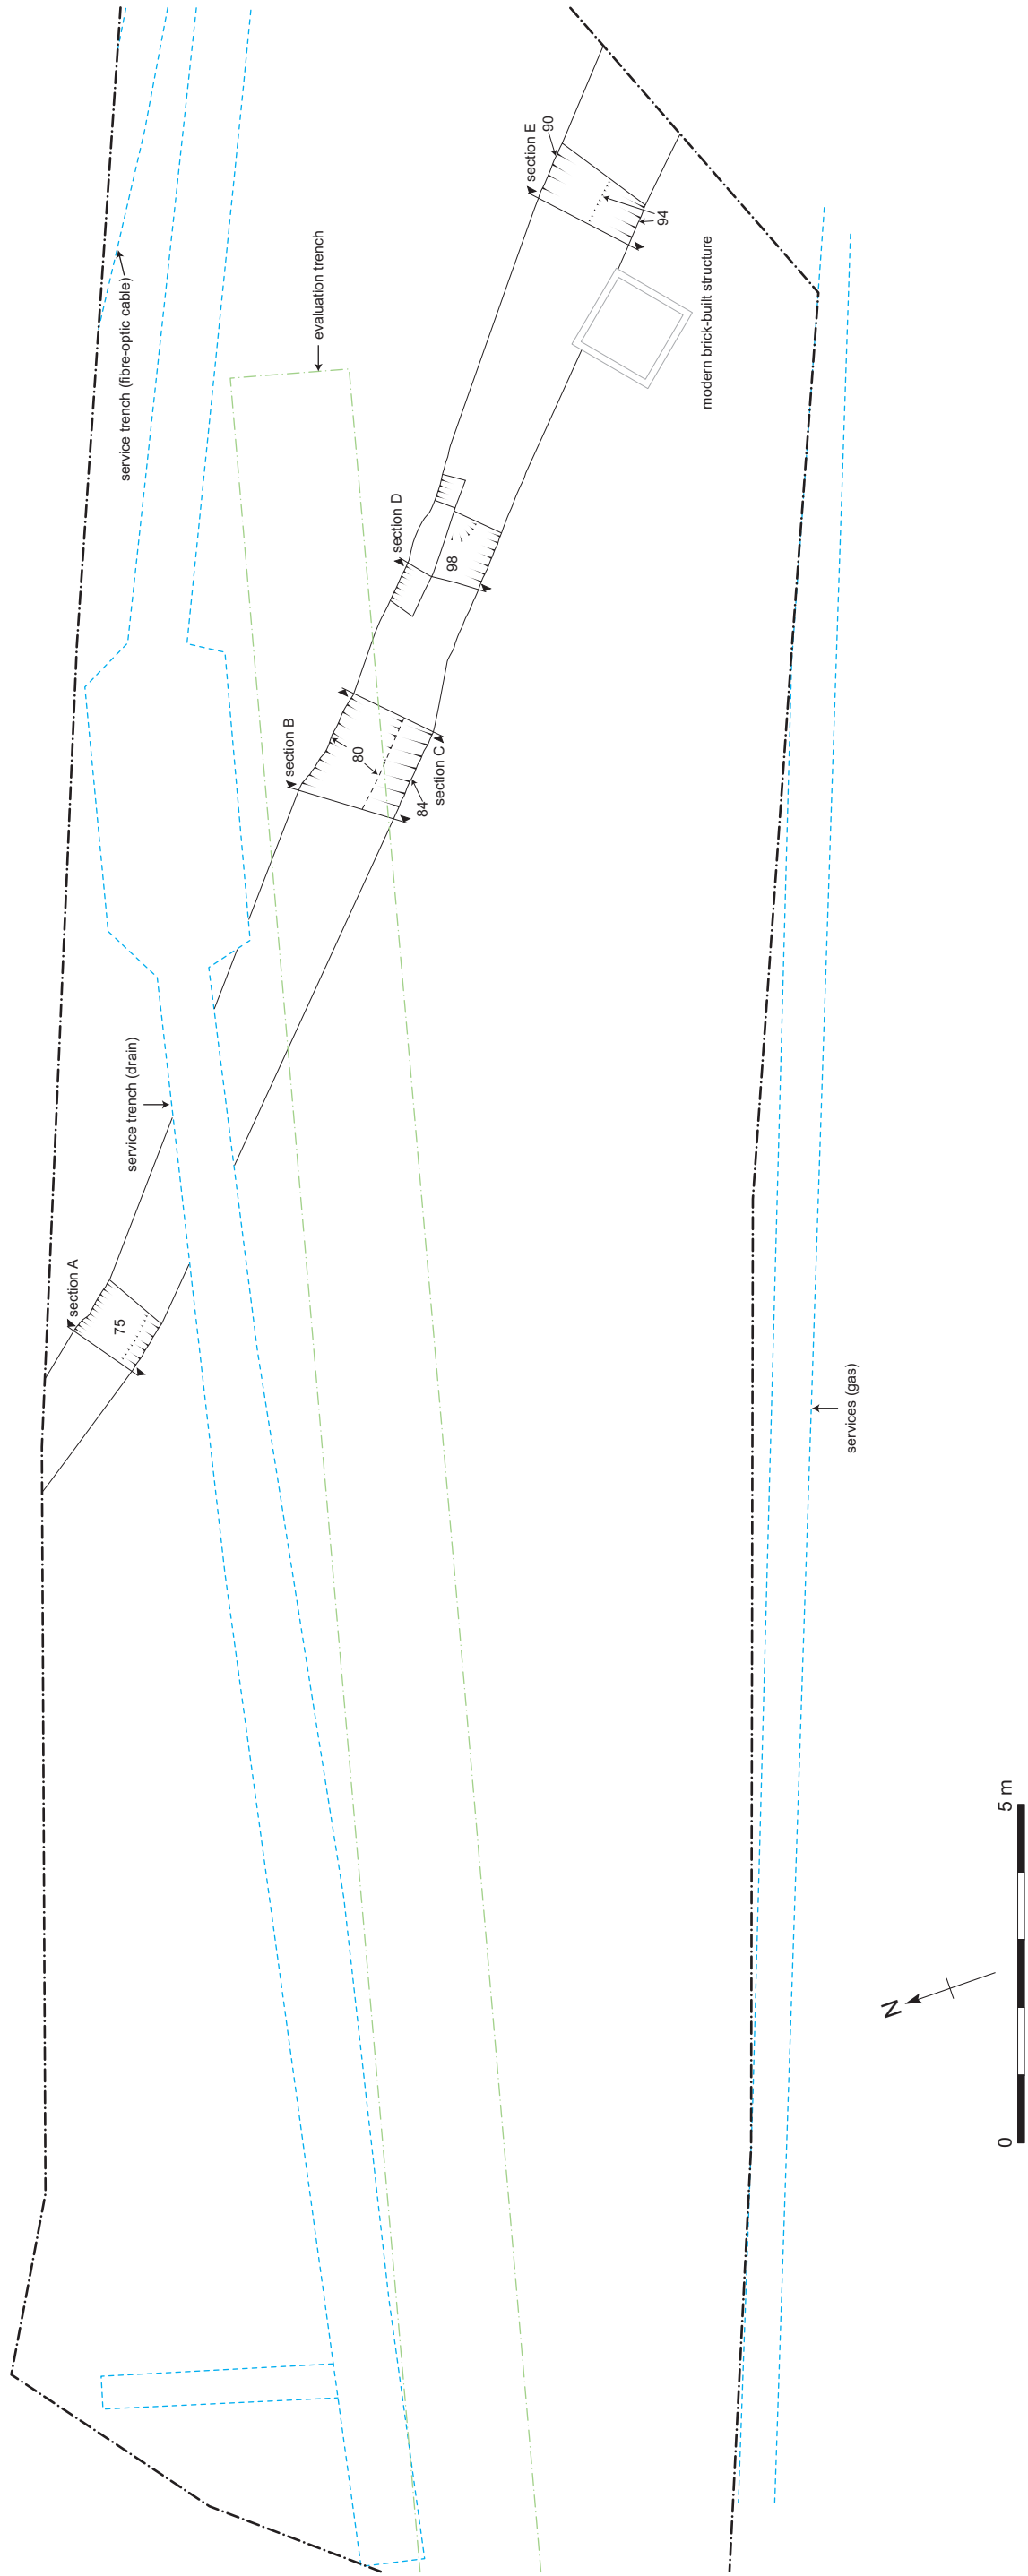 service trench (fibre-optic cable)
section E
90
94
modern brick-built structure
evaluation trench
section D
98
section B
80
84
section C
service trench (drain)
section A
75
services (gas)
N
0
5 m